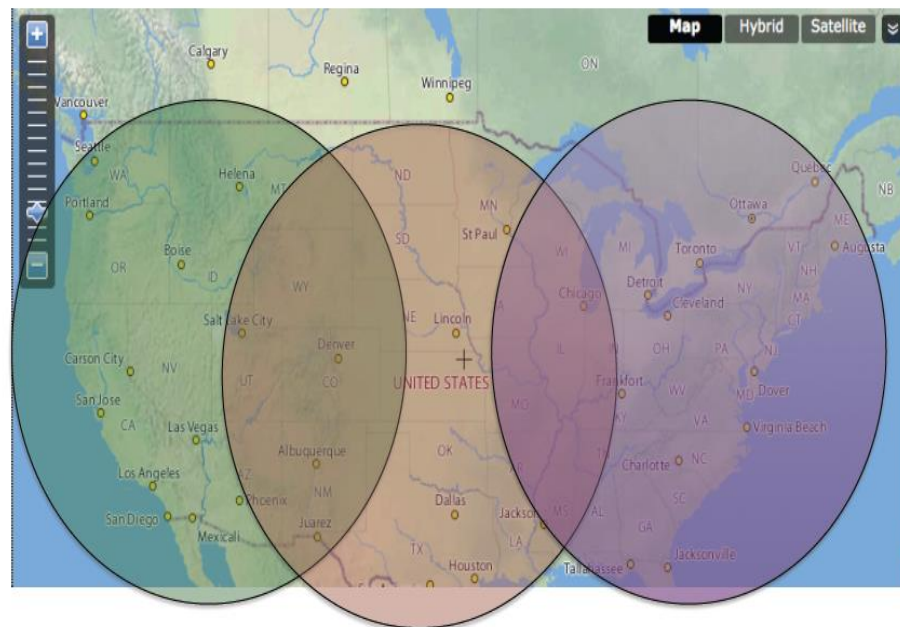 Map Hybrid Satellite
Calgary
ON
Regina
Winnipeg
Vancouver
Seattle
WA
Québec
Helena
MT
ND
NB
Portland
MN
Ottawa
ME
St Paul
Augusta
OR
Boise
ID
SD
WI
MI
Toronto
VT
NH
WY
Detroit
NY
MA
Chicago
Cleveland
CT
Salt Lake City
NE
Lincoln
Carson City
NV
Denver
IL
OH
PA
NJ
UT
CO
UNITED STATES
Frankfort
WV
MD
Dover
San Jose
MO
KY
CA
VA
Las Vegas
Virginia Beach
Albuquerque
OK
Charlotte
NC
Los Angeles
AZ
AR
Phoenix
NM
Dallas
SC
San Diego
Juarez
Jackson
MS
AL
GA
Mexicali
TX
LA
Houston
Tallahassee
Jacksonville